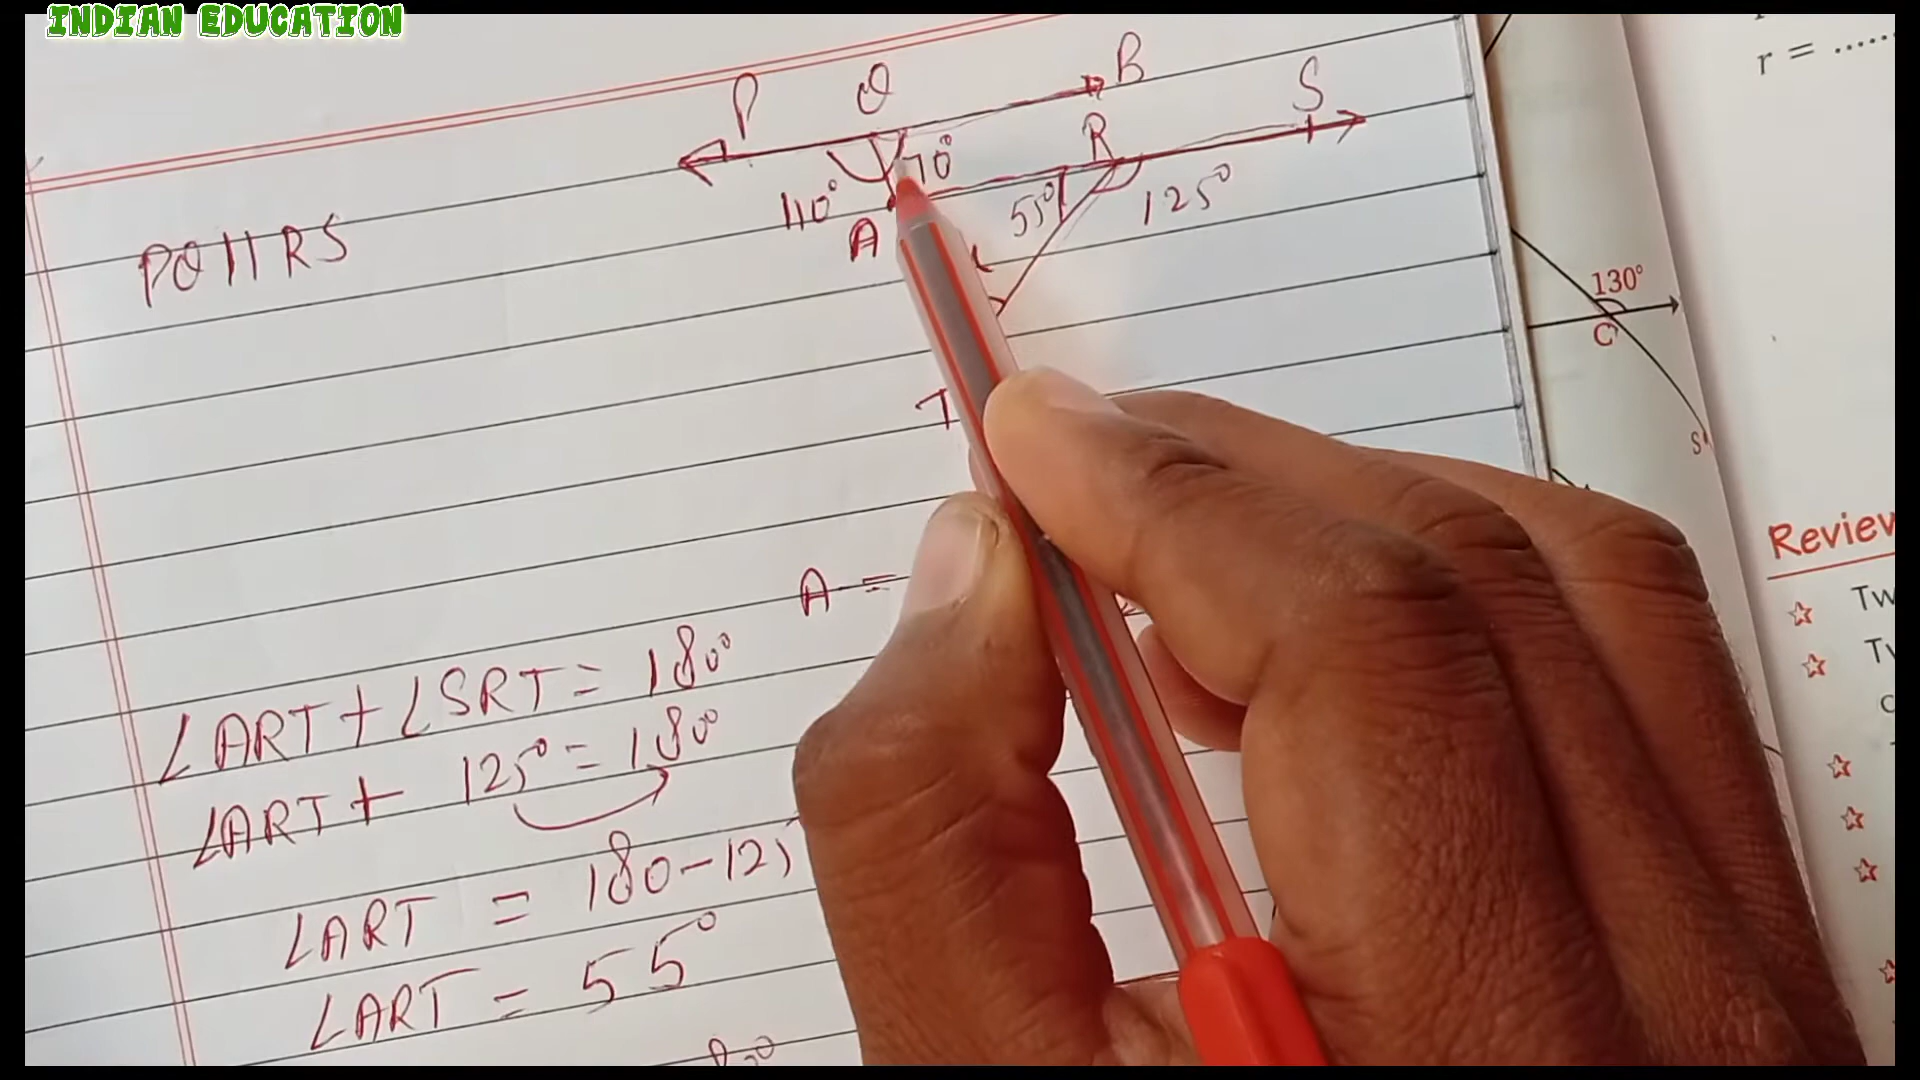 INDIAN EDUCATION
r = ......
P Q B
R S
70°
110° 55° 125°
A
PQ || RS
130°
C
S
T
Review
A =
Tw
∠ART + ∠SRT = 180°
∠ART + 125° = 180°
∠ART = 180 - 125
∠ART = 55°